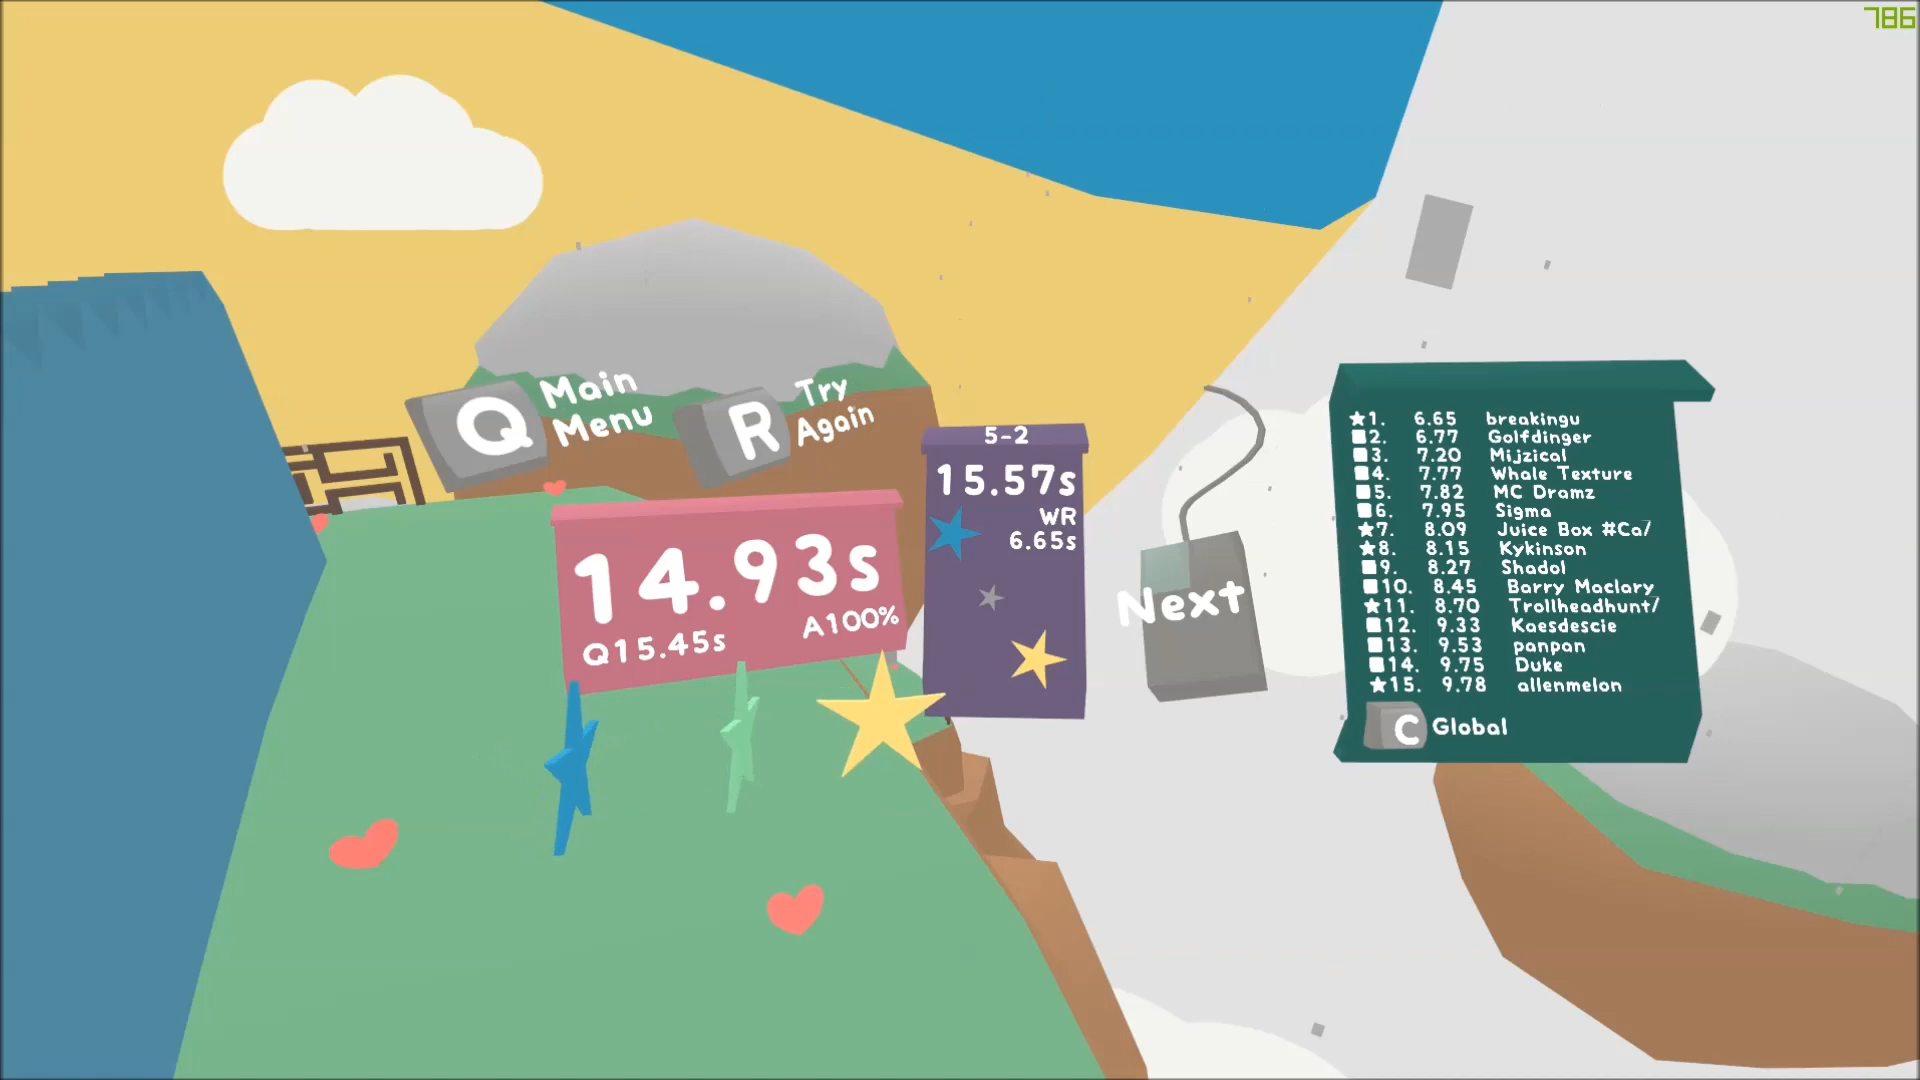 786
Q Main
Menu
R Try
Again
5-2
15.57s
WR
6.65s
14.93s
Q15.45s A100%
Next
1. 6.65 breakingu
2. 6.77 Golfdinger
3. 7.20 Mijzical
4. 7.77 Whale Texture
5. 7.82 MC Dramz
6. 7.95 Sigma
7. 8.09 Juice Box #Ca/
8. 8.15 Kykinson
9. 8.27 Shadol
10. 8.45 Barry Maclary
11. 8.70 Trollheadhunt/
12. 9.33 Kaesdescie
13. 9.53 panpan
14. 9.75 Duke
15. 9.78 allenmelon
C Global